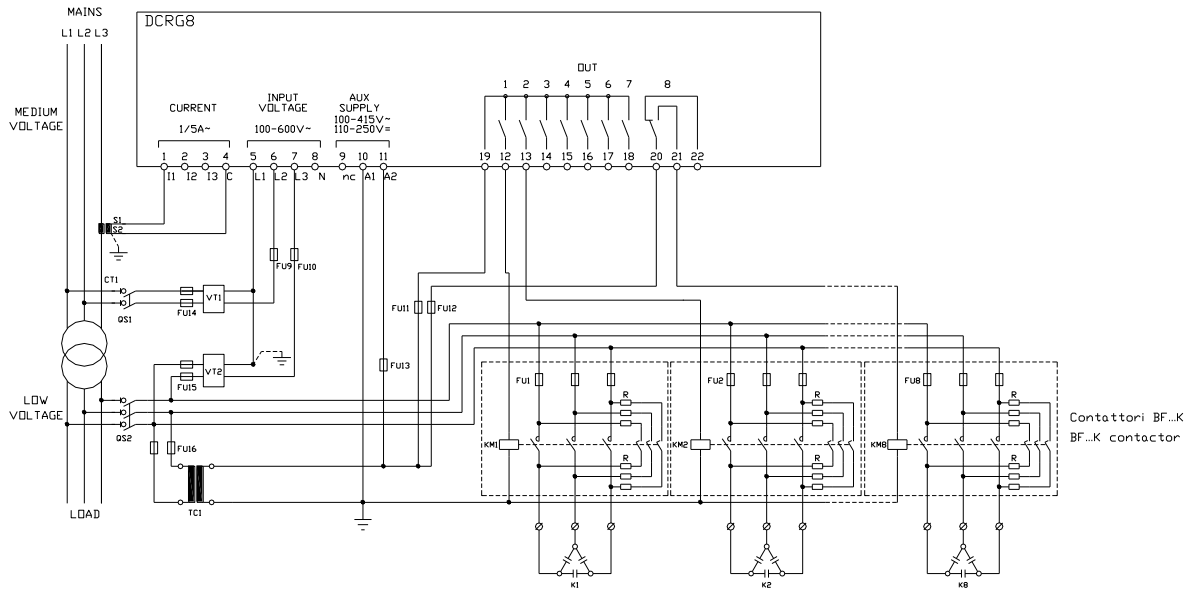 MAINS
L1 L2 L3
DCRG8
OUT
1 2 3 4 5 6 7 8
MEDIUM
VOLTAGE
CURRENT
1/5A~
INPUT
VOLTAGE
100-600V~
AUX
SUPPLY
100-415V~
110-250V=
1 2 3 4 5 6 7 8 9 10 11 19 12 13 14 15 16 17 18 20 21 22
I1 I2 I3 C L1 L2 L3 N nc A1 A2
S1
S2
FU9 FU10
CT1
VT1
FU11 FU12
FU14
QS1
VT2
FU13
FU15
FU1 FU2 FU8
LOW
VOLTAGE
R R R
Contattori BF...K
BF...K contactor
QS2
FU16
KM1 KM2 KM8
R R R
TC1
LOAD
K1 K2 K8